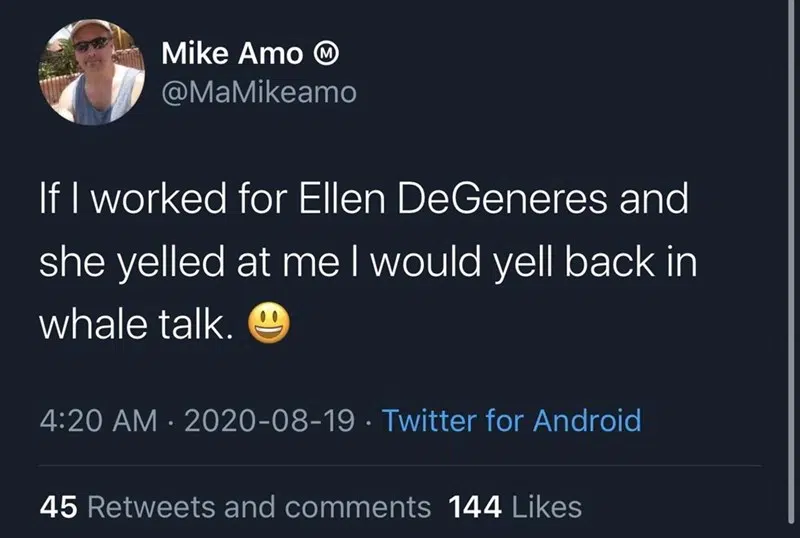 Mike Amo Ⓜ
@MaMikeamo
If I worked for Ellen DeGeneres and
she yelled at me I would yell back in
whale talk. 😃
4:20 AM · 2020-08-19 · Twitter for Android
45 Retweets and comments 144 Likes